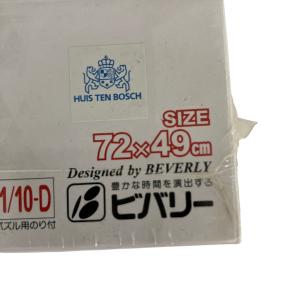 HUIS TEN BOSCH
SIZE
72×49cm
Designed by BEVERLY
1/10-D
豊かな時間を演出する
ビバリー
パズル用のり付